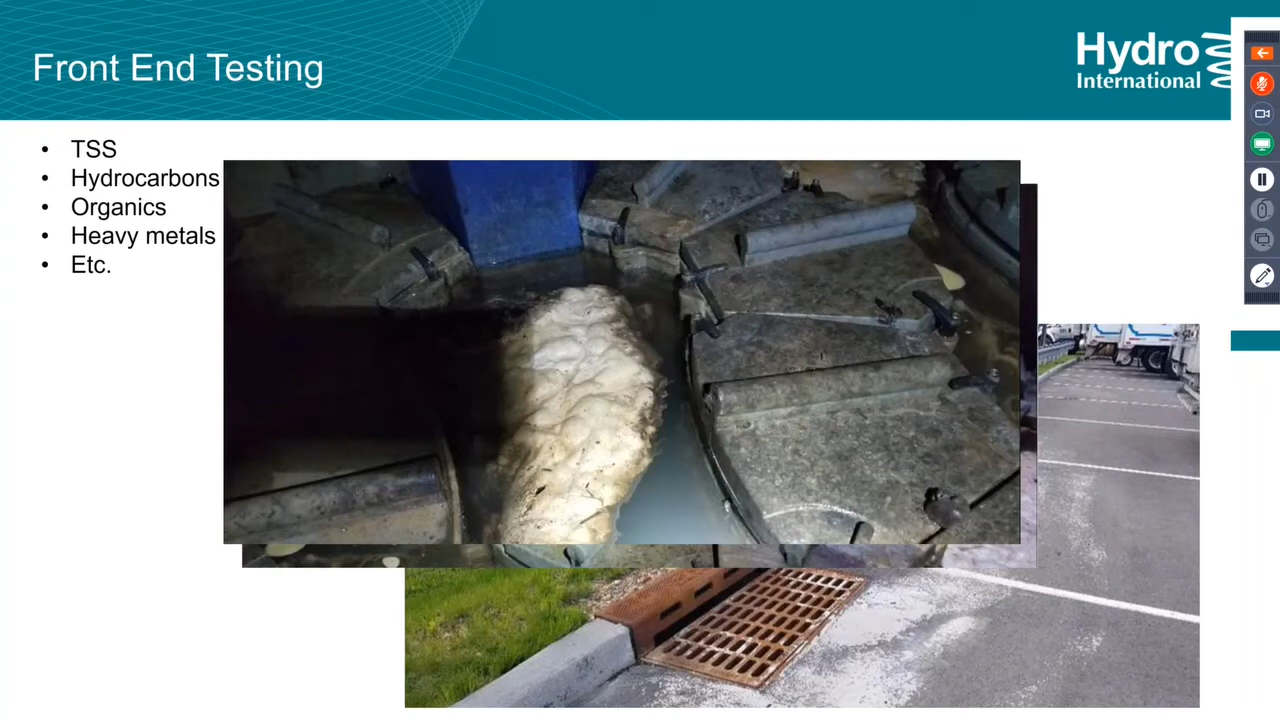 Front End Testing
Hydro
International
• TSS
• Hydrocarbons
• Organics
• Heavy metals
• Etc.